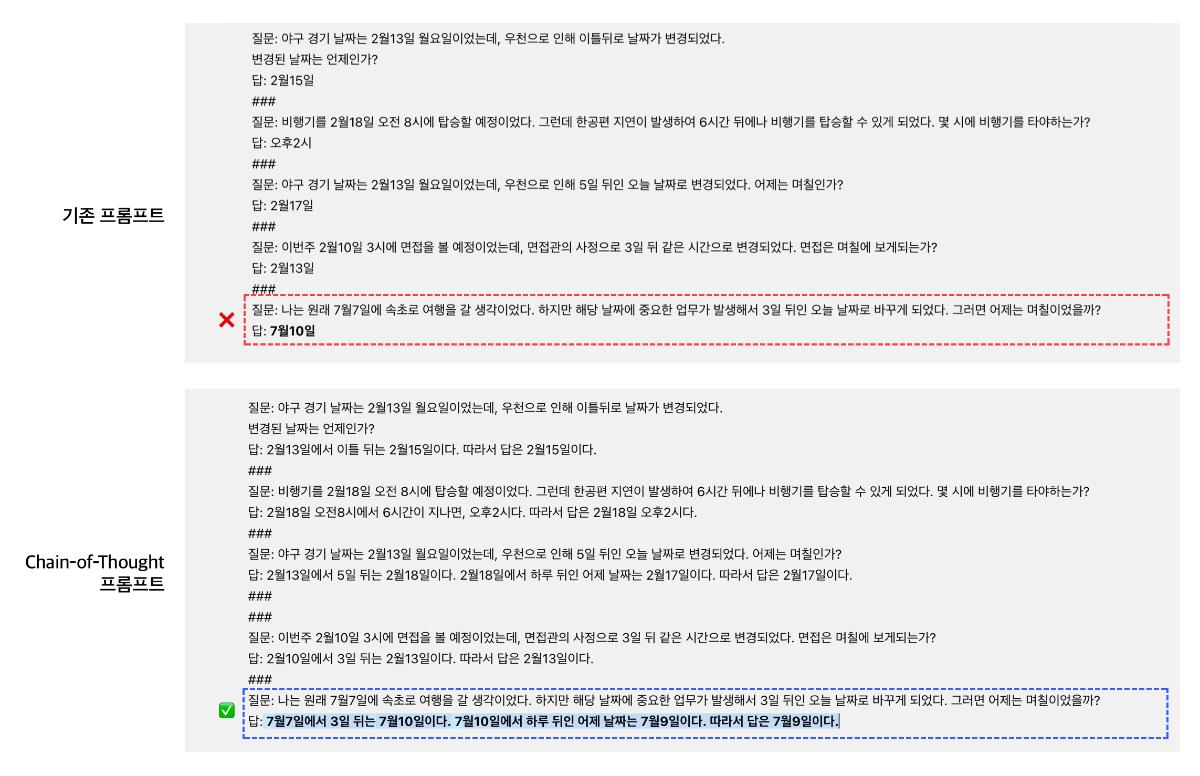 기존 프롬프트
질문: 야구 경기 날짜는 2월13일 월요일이었는데, 우천으로 인해 이틀뒤로 날짜가 변경되었다.
변경된 날짜는 언제인가?
답: 2월15일
###
질문: 비행기를 2월18일 오전 8시에 탑승할 예정이었다. 그런데 한공편 지연이 발생하여 6시간 뒤에나 비행기를 탑승할 수 있게 되었다. 몇 시에 비행기를 타야하는가?
답: 오후2시
###
질문: 야구 경기 날짜는 2월13일 월요일이었는데, 우천으로 인해 5일 뒤인 오늘 날짜로 변경되었다. 어제는 며칠인가?
답: 2월17일
###
질문: 이번주 2월10일 3시에 면접을 볼 예정이었는데, 면접관의 사정으로 3일 뒤 같은 시간으로 변경되었다. 면접은 며칠에 보게되는가?
답: 2월13일
###
질문: 나는 원래 7월7일에 속초로 여행을 갈 생각이었다. 하지만 해당 날짜에 중요한 업무가 발생해서 3일 뒤인 오늘 날짜로 바꾸게 되었다. 그러면 어제는 며칠이었을까?
답: 7월10일
Chain-of-Thought
프롬프트
질문: 야구 경기 날짜는 2월13일 월요일이었는데, 우천으로 인해 이틀뒤로 날짜가 변경되었다.
변경된 날짜는 언제인가?
답: 2월13일에서 이틀 뒤는 2월15일이다. 따라서 답은 2월15일이다.
###
질문: 비행기를 2월18일 오전 8시에 탑승할 예정이었다. 그런데 한공편 지연이 발생하여 6시간 뒤에나 비행기를 탑승할 수 있게 되었다. 몇 시에 비행기를 타야하는가?
답: 2월18일 오전8시에서 6시간이 지나면, 오후2시다. 따라서 답은 2월18일 오후2시다.
###
질문: 야구 경기 날짜는 2월13일 월요일이었는데, 우천으로 인해 5일 뒤인 오늘 날짜로 변경되었다. 어제는 며칠인가?
답: 2월13일에서 5일 뒤는 2월18일이다. 2월18일에서 하루 뒤인 어제 날짜는 2월17일이다. 따라서 답은 2월17일이다.
###
###
질문: 이번주 2월10일 3시에 면접을 볼 예정이었는데, 면접관의 사정으로 3일 뒤 같은 시간으로 변경되었다. 면접은 며칠에 보게되는가?
답: 2월10일에서 3일 뒤는 2월13일이다. 따라서 답은 2월13일이다.
###
질문: 나는 원래 7월7일에 속초로 여행을 갈 생각이었다. 하지만 해당 날짜에 중요한 업무가 발생해서 3일 뒤인 오늘 날짜로 바꾸게 되었다. 그러면 어제는 며칠이었을까?
답: 7월7일에서 3일 뒤는 7월10일이다. 7월10일에서 하루 뒤인 어제 날짜는 7월9일이다. 따라서 답은 7월9일이다.